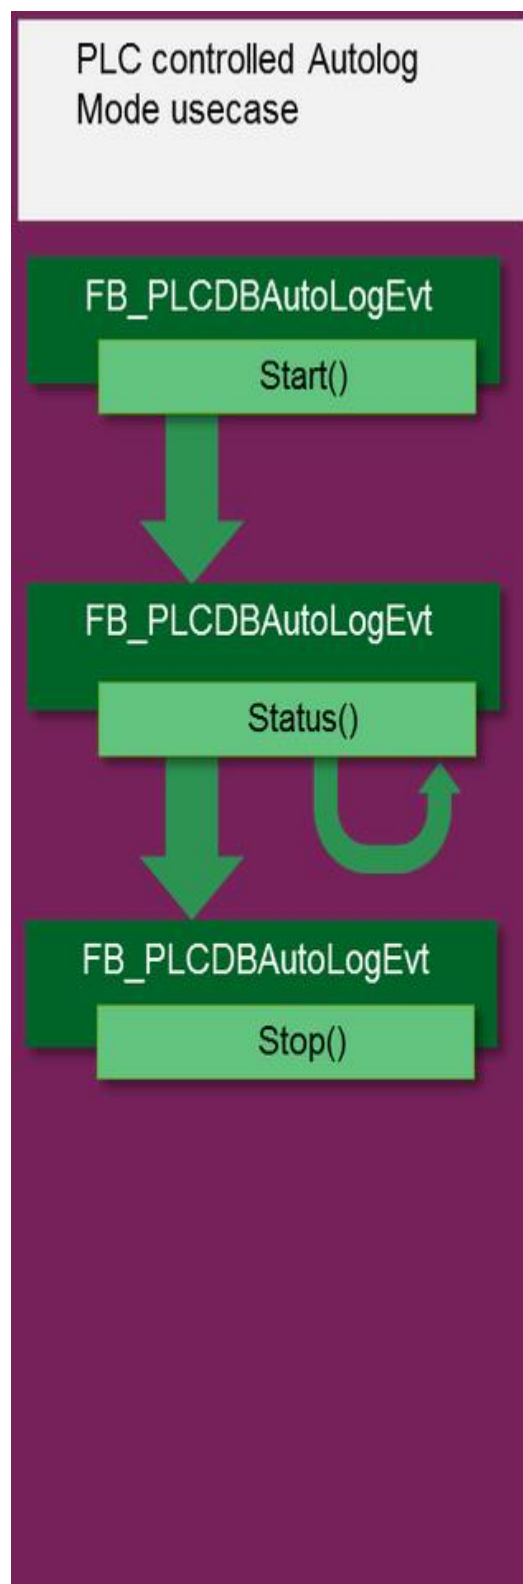 PLC controlled Autolog
Mode usecase
FB_PLCDBAutoLogEvt
Start()
FB_PLCDBAutoLogEvt
Status()
FB_PLCDBAutoLogEvt
Stop()